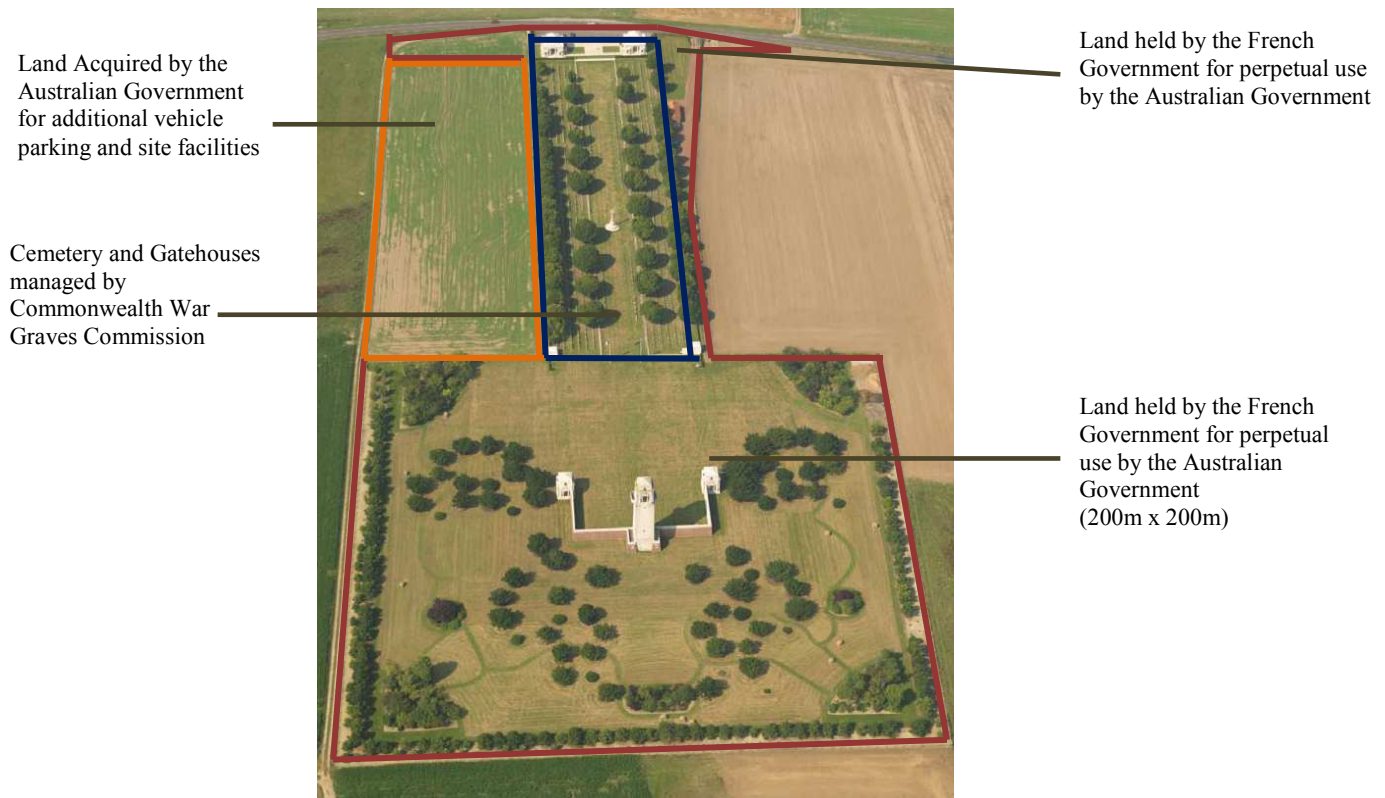 Land Acquired by the
Australian Government
for additional vehicle
parking and site facilities
Cemetery and Gatehouses
managed by
Commonwealth War
Graves Commission
Land held by the French
Government for perpetual use
by the Australian Government
Land held by the French
Government for perpetual
use by the Australian
Government
(200m x 200m)